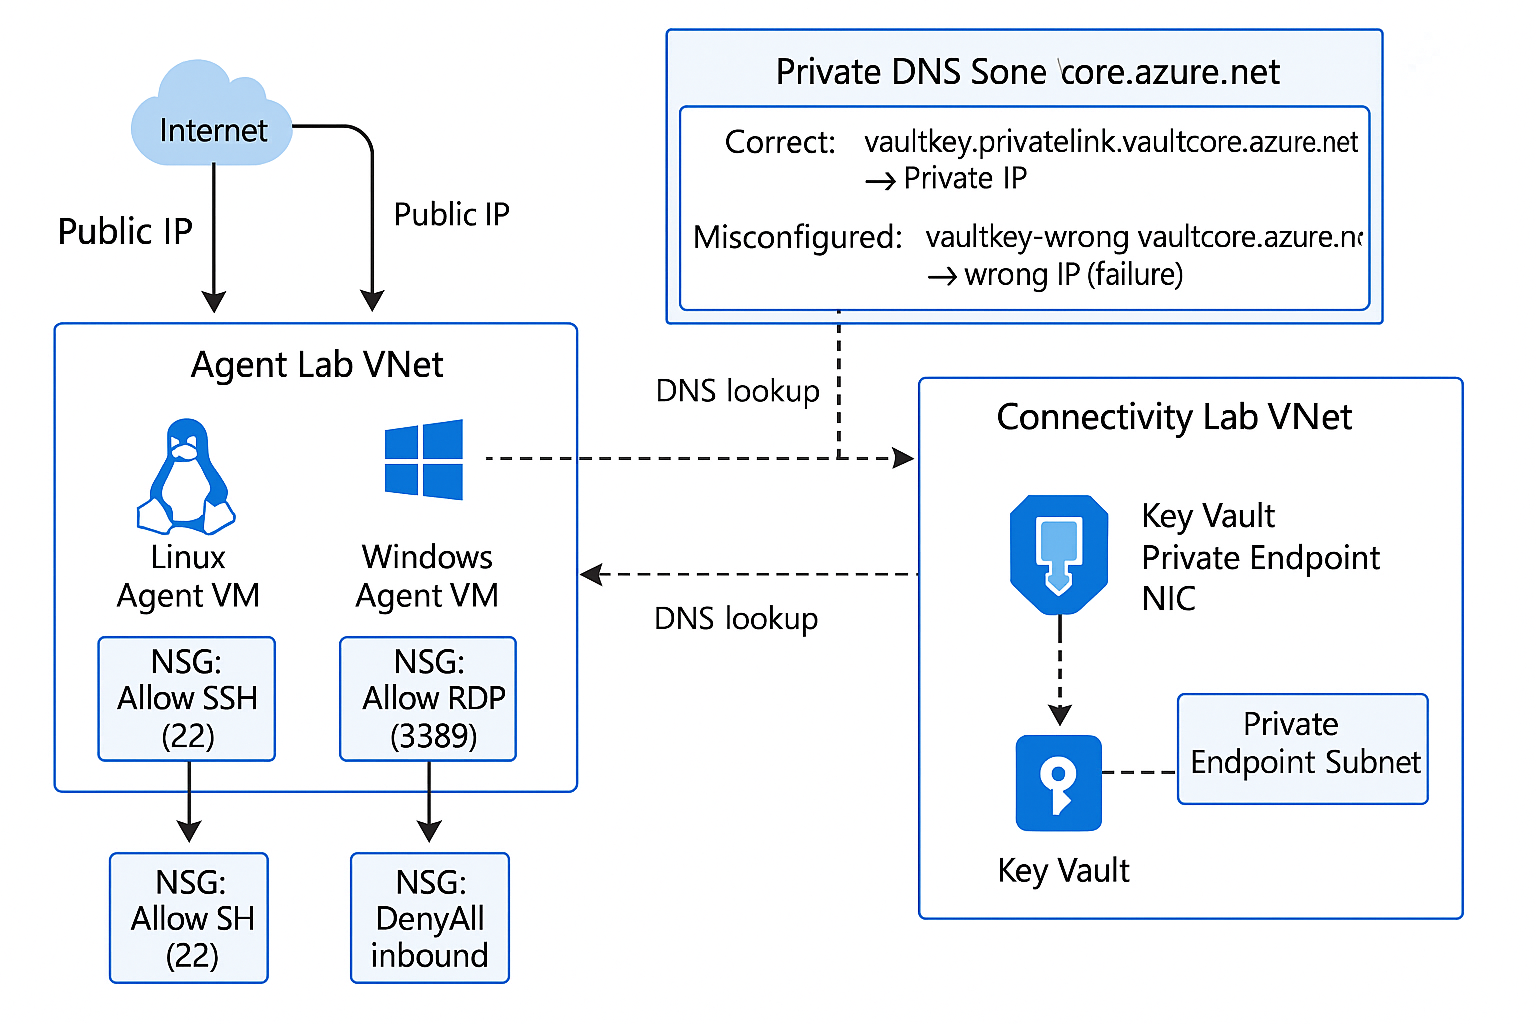 Internet
Public IP
Public IP
Private DNS Sone \core.azure.net
Correct: vaultkey.privatelink.vaultcore.azure.net
→ Private IP
Misconfigured: vaultkey-wrong vaultcore.azure.n
→ wrong IP (failure)
Agent Lab VNet
Linux
Agent VM
Windows
Agent VM
NSG:
Allow SSH
(22)
NSG:
Allow RDP
(3389)
NSG:
Allow SH
(22)
NSG:
DenyAll
inbound
DNS lookup
DNS lookup
Connectivity Lab VNet
Key Vault
Private Endpoint
NIC
Private
Endpoint Subnet
Key Vault